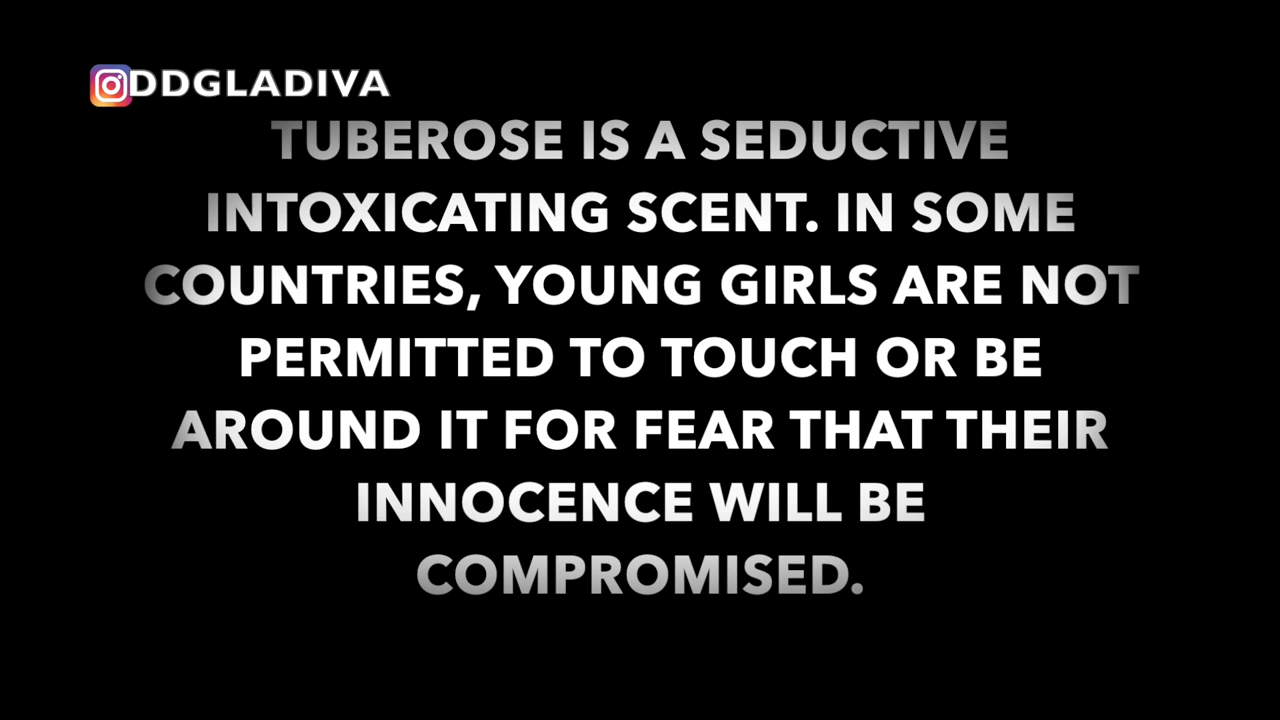 DDGLADIVA
TUBEROSE IS A SEDUCTIVE
INTOXICATING SCENT. IN SOME
COUNTRIES, YOUNG GIRLS ARE NOT
PERMITTED TO TOUCH OR BE
AROUND IT FOR FEAR THAT THEIR
INNOCENCE WILL BE
COMPROMISED.